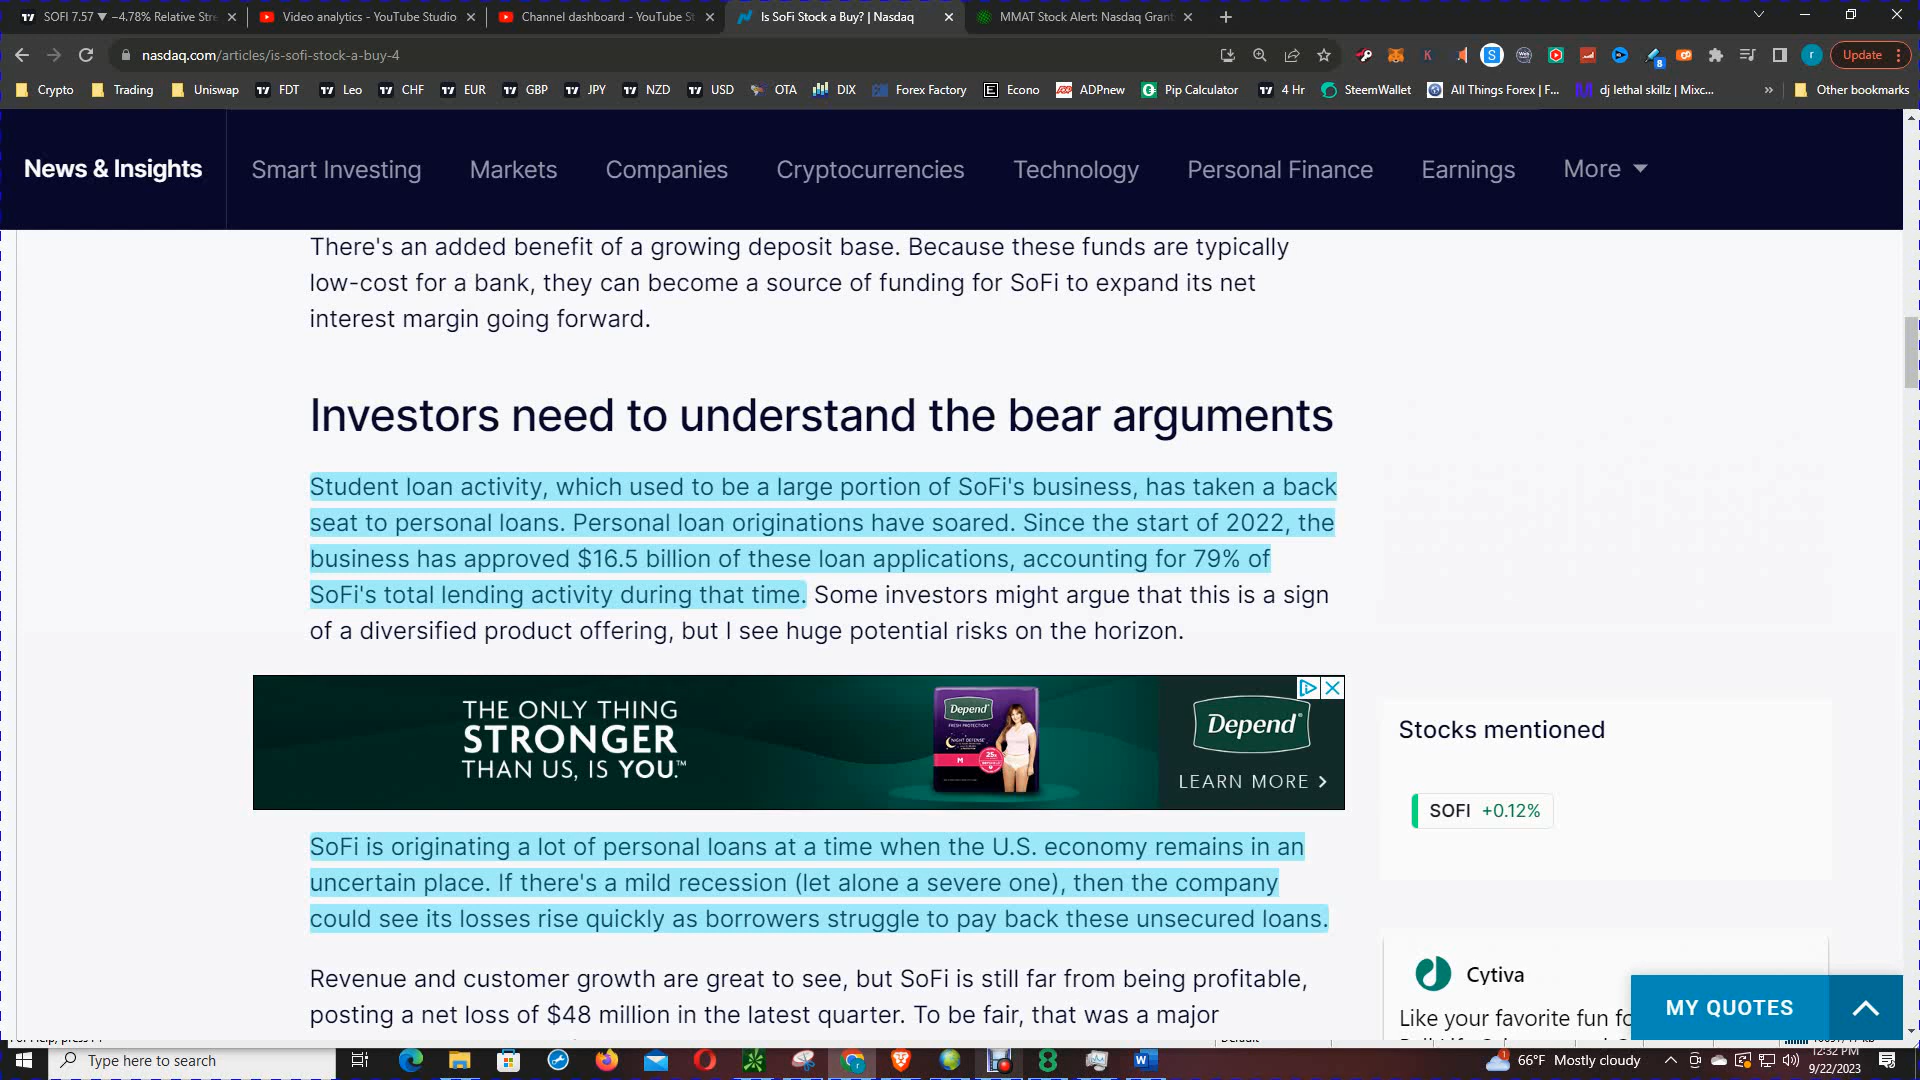 SOFI 7.57 ▼ −4.78% Relative Stre
Video analytics - YouTube Studio
Channel dashboard - YouTube St
Is SoFi Stock a Buy? | Nasdaq
MMAT Stock Alert: Nasdaq Grant
nasdaq.com/articles/is-sofi-stock-a-buy-4
Update
Crypto
Trading
Uniswap
FDT
Leo
CHF
EUR
GBP
JPY
NZD
USD
OTA
DIX
Forex Factory
Econo
ADPnew
Pip Calculator
4 Hr
SteemWallet
All Things Forex | F...
dj lethal skillz | Mixc...
»
Other bookmarks
News & Insights
Smart Investing
Markets
Companies
Cryptocurrencies
Technology
Personal Finance
Earnings
More
There's an added benefit of a growing deposit base. Because these funds are typically
low-cost for a bank, they can become a source of funding for SoFi to expand its net
interest margin going forward.
Investors need to understand the bear arguments
Student loan activity, which used to be a large portion of SoFi's business, has taken a back
seat to personal loans. Personal loan originations have soared. Since the start of 2022, the
business has approved $16.5 billion of these loan applications, accounting for 79% of
SoFi's total lending activity during that time. Some investors might argue that this is a sign
of a diversified product offering, but I see huge potential risks on the horizon.
THE ONLY THING
STRONGER
THAN US, IS YOU.™
Depend®
Depend®
LEARN MORE >
SoFi is originating a lot of personal loans at a time when the U.S. economy remains in an
uncertain place. If there's a mild recession (let alone a severe one), then the company
could see its losses rise quickly as borrowers struggle to pay back these unsecured loans.
Revenue and customer growth are great to see, but SoFi is still far from being profitable,
posting a net loss of $48 million in the latest quarter. To be fair, that was a major
Stocks mentioned
SOFI +0.12%
Cytiva
Like your favorite fun fo
MY QUOTES
Type here to search
66°F Mostly cloudy
12:32 PM
9/22/2023